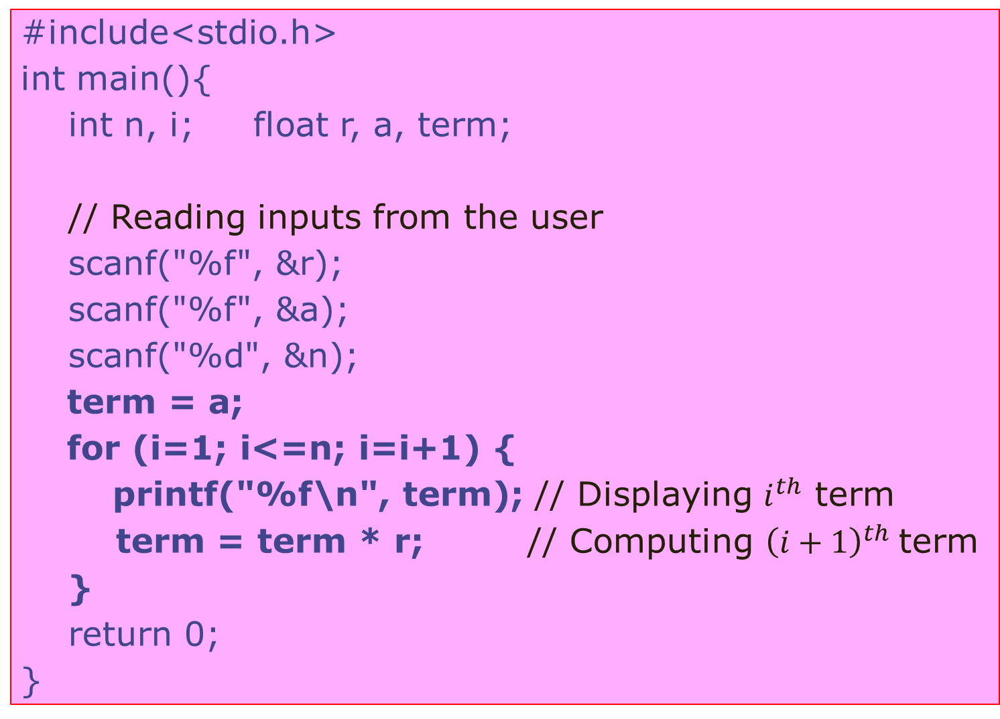 #include<stdio.h>
int main(){
int n, i; float r, a, term;
// Reading inputs from the user
scanf("%f", &r);
scanf("%f", &a);
scanf("%d", &n);
term = a;
for (i=1; i<=n; i=i+1) {
printf("%f\n", term); // Displaying i^{th} term
term = term * r; // Computing (i + 1)^{th} term
}
return 0;
}